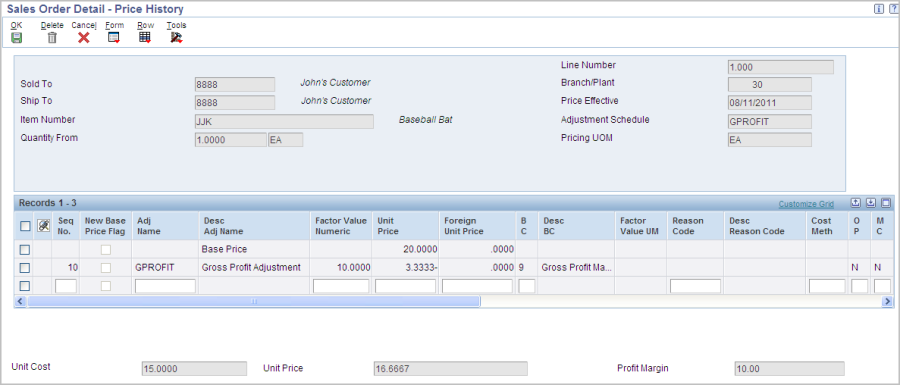 Sales Order Detail - Price History
OK Delete Cancel Form Row Tools
Line Number 1.000
Sold To 8888 John's Customer Branch/Plant 30
Ship To 8888 John's Customer Price Effective 08/11/2011
Item Number JJK Baseball Bat Adjustment Schedule GPROFIT
Quantity From 1.0000 EA Pricing UOM EA
Records 1 - 3 Customize Grid
Seq No. New Base Price Flag Adj Name Desc Adj Name Factor Value Numeric Unit Price Foreign Unit Price B C Desc BC Factor Value UM Reason Code Desc Reason Code Cost Meth O P M C
Base Price 20.0000 .0000
10 GPROFIT Gross Profit Adjustment 10.0000 3.3333- .0000 9 Gross Profit Ma... N N
Unit Cost 15.0000 Unit Price 16.6667 Profit Margin 10.00